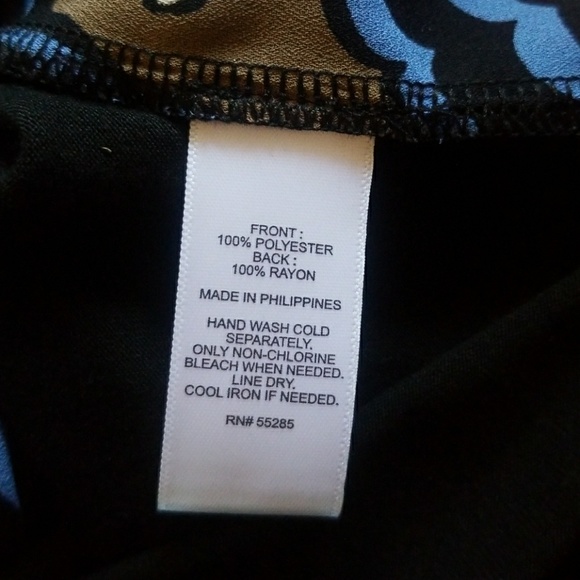 FRONT :
100% POLYESTER
BACK :
100% RAYON
MADE IN PHILIPPINES
HAND WASH COLD
SEPARATELY.
ONLY NON-CHLORINE
BLEACH WHEN NEEDED.
LINE DRY.
COOL IRON IF NEEDED.
RN# 55285